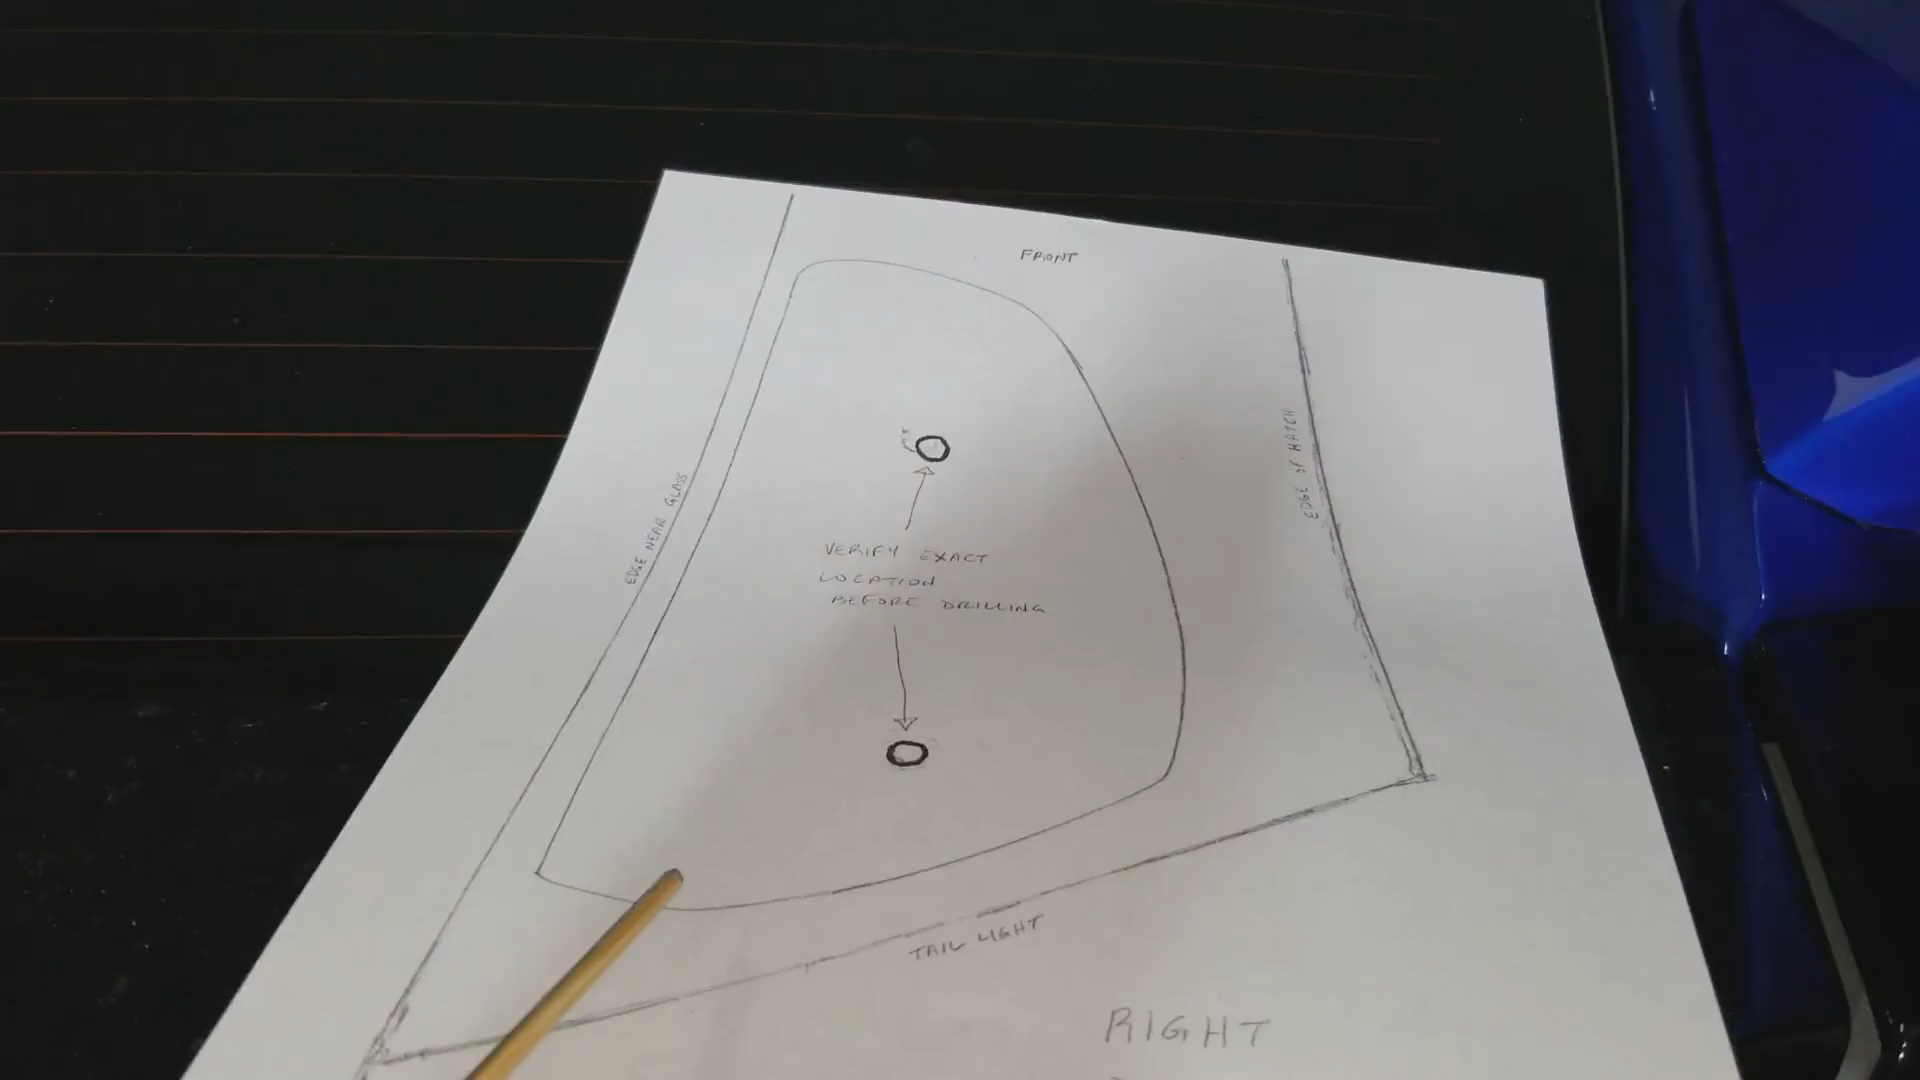 FRONT
EDGE NEAR GLASS
EDGE OF HATCH
VERIFY EXACT
LOCATION
BEFORE DRILLING
TAIL LIGHT
RIGHT